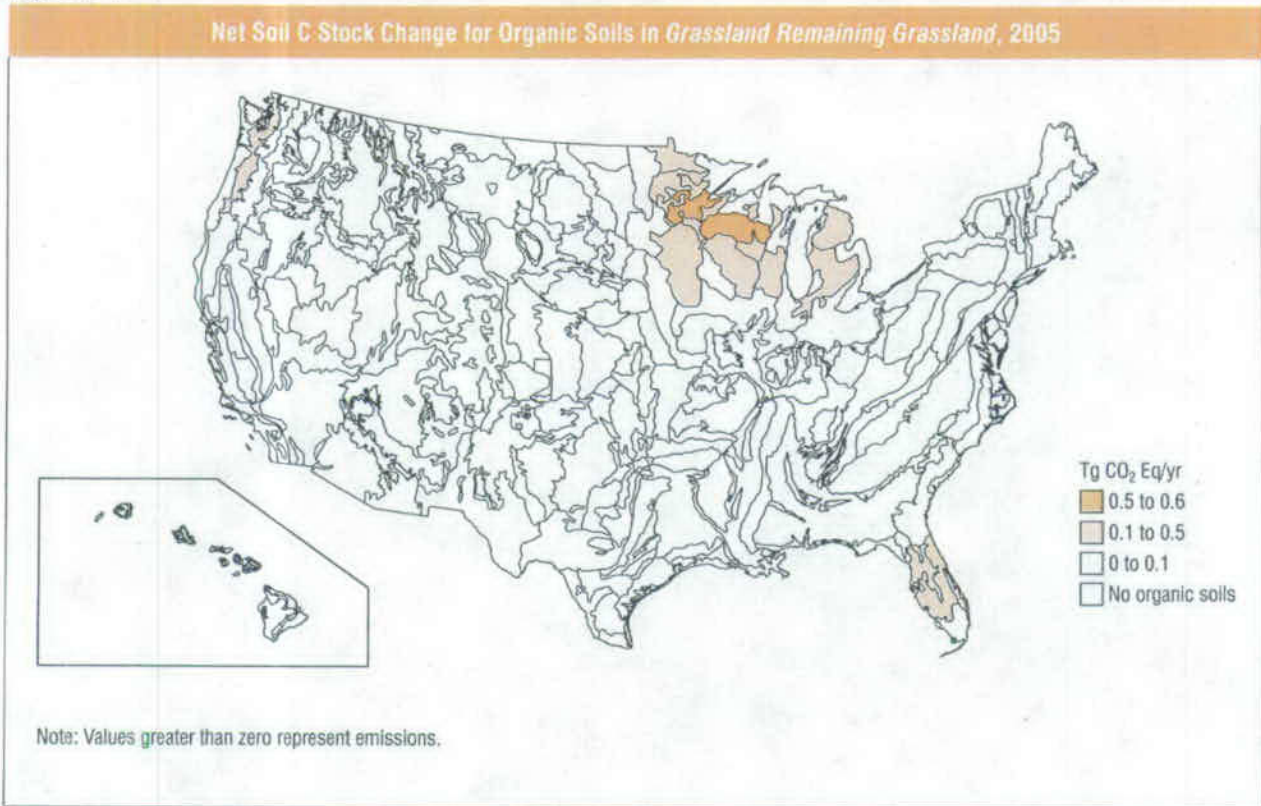 Net Soil C Stock Change for Organic Soils in Grassland Remaining Grassland, 2005
Tg CO₂ Eq/yr
0.5 to 0.6
0.1 to 0.5
0 to 0.1
No organic soils
Note: Values greater than zero represent emissions.